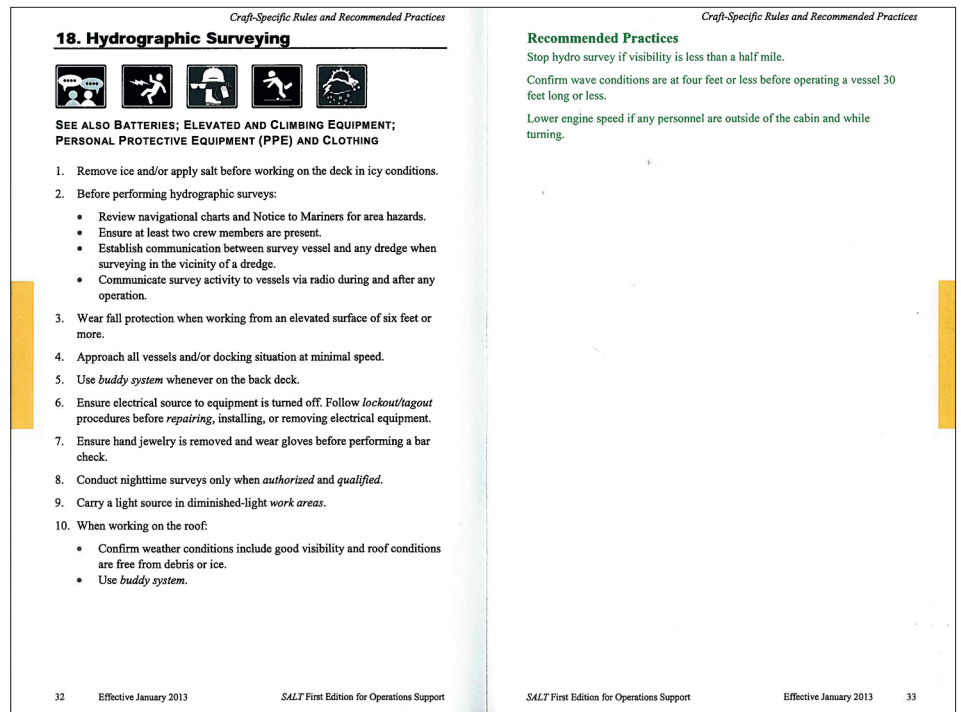 Craft-Specific Rules and Recommended Practices
18. Hydrographic Surveying
SEE ALSO BATTERIES; ELEVATED AND CLIMBING EQUIPMENT;
PERSONAL PROTECTIVE EQUIPMENT (PPE) AND CLOTHING
1. Remove ice and/or apply salt before working on the deck in icy conditions.
2. Before performing hydrographic surveys:
• Review navigational charts and Notice to Mariners for area hazards.
• Ensure at least two crew members are present.
• Establish communication between survey vessel and any dredge when
surveying in the vicinity of a dredge.
• Communicate survey activity to vessels via radio during and after any
operation.
3. Wear fall protection when working from an elevated surface of six feet or
more.
4. Approach all vessels and/or docking situation at minimal speed.
5. Use buddy system whenever on the back deck.
6. Ensure electrical source to equipment is turned off. Follow lockout/tagout
procedures before repairing, installing, or removing electrical equipment.
7. Ensure hand jewelry is removed and wear gloves before performing a bar
check.
8. Conduct nighttime surveys only when authorized and qualified.
9. Carry a light source in diminished-light work areas.
10. When working on the roof:
• Confirm weather conditions include good visibility and roof conditions
are free from debris or ice.
• Use buddy system.
32 Effective January 2013 SALT First Edition for Operations Support
Craft-Specific Rules and Recommended Practices
Recommended Practices
Stop hydro survey if visibility is less than a half mile.
Confirm wave conditions are at four feet or less before operating a vessel 30
feet long or less.
Lower engine speed if any personnel are outside of the cabin and while
turning.
SALT First Edition for Operations Support Effective January 2013 33